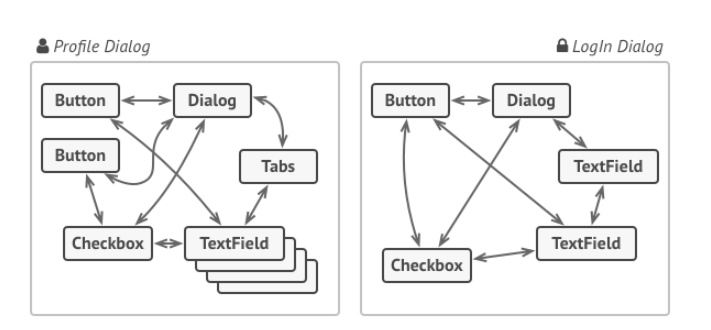 Profile Dialog
Button
Dialog
Button
Tabs
Checkbox
TextField
LogIn Dialog
Button
Dialog
TextField
TextField
Checkbox